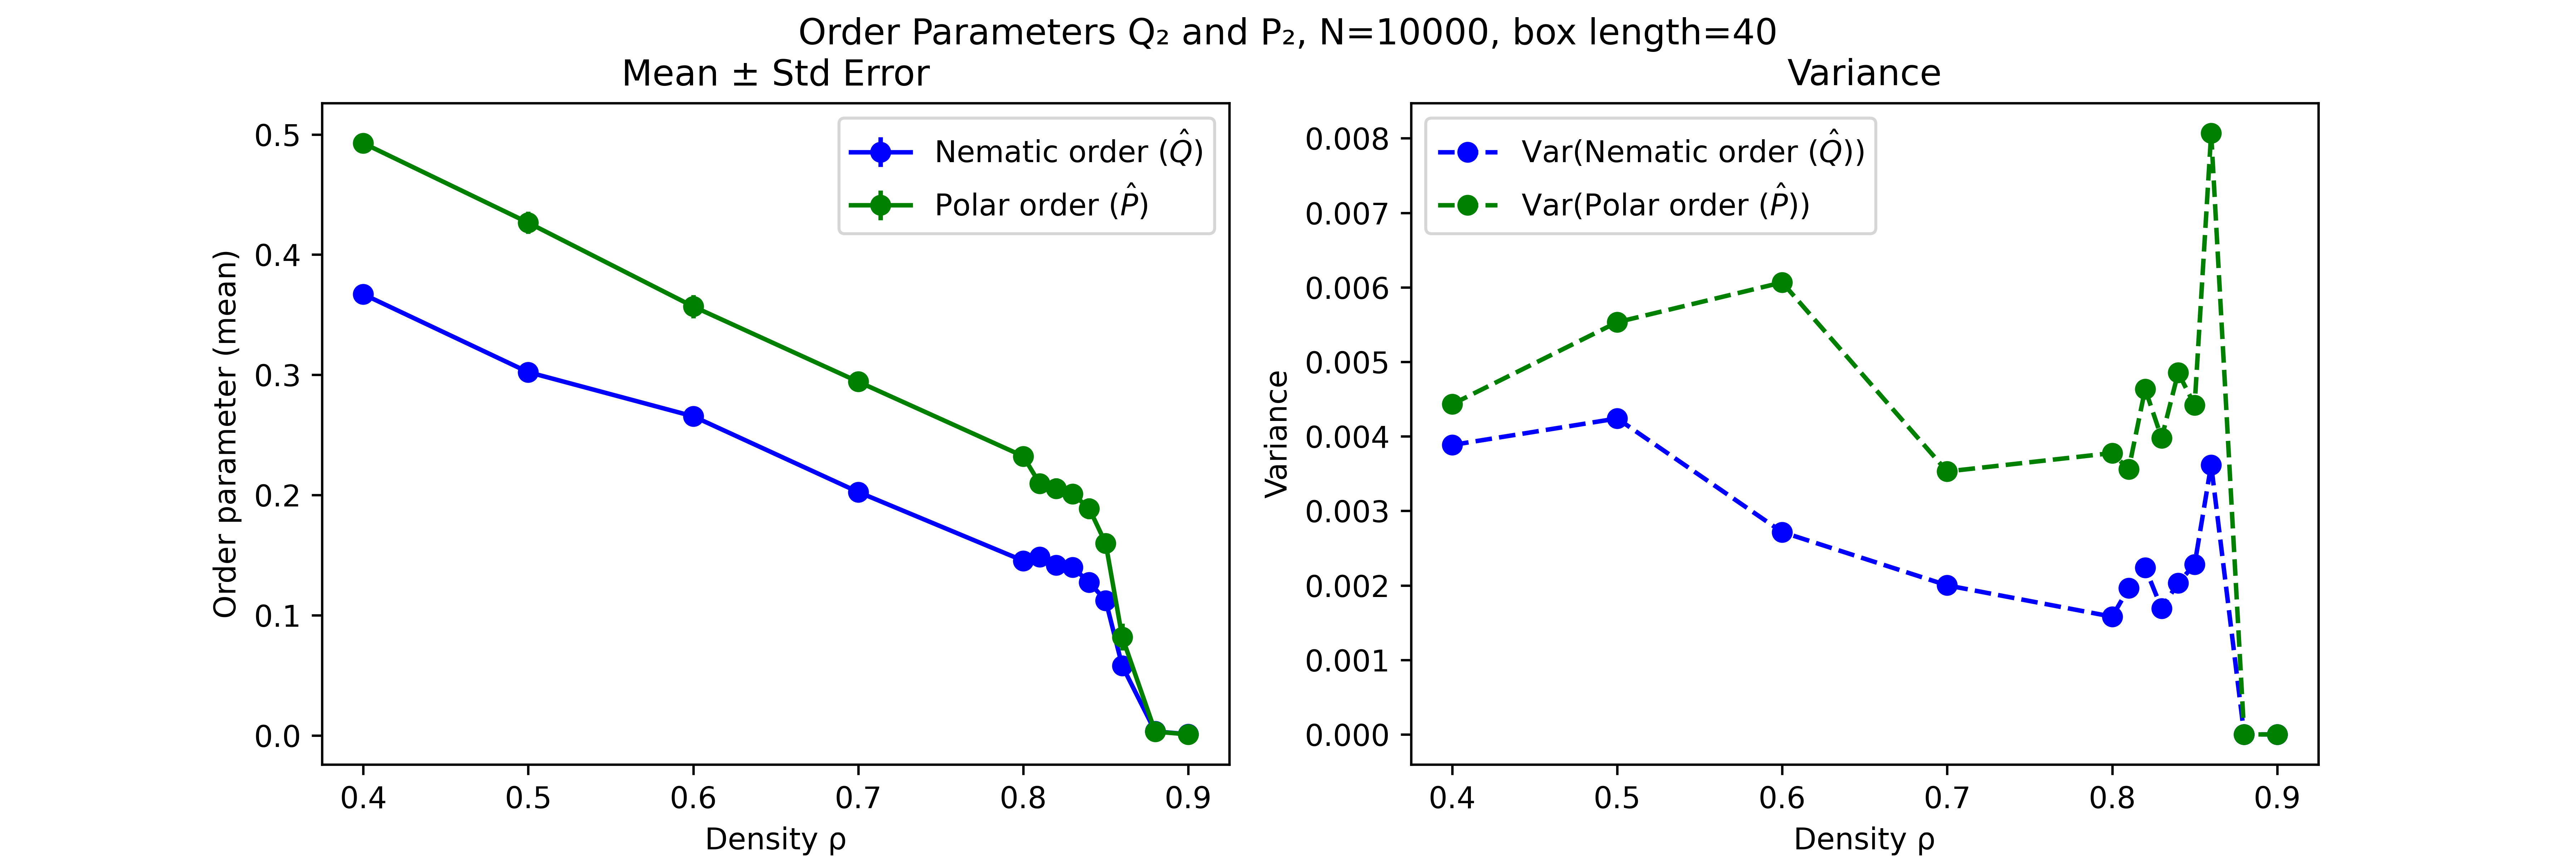 Order Parameters Q₂ and P₂, N=10000, box length=40
Mean ± Std Error
0.5
0.4
0.3
0.2
0.1
0.0
Order parameter (mean)
Nematic order (Q̂)
Polar order (P̂)
0.4 0.5 0.6 0.7 0.8 0.9
Density ρ
Variance
0.008
0.007
0.006
0.005
0.004
0.003
0.002
0.001
0.000
Variance
Var(Nematic order (Q̂))
Var(Polar order (P̂))
0.4 0.5 0.6 0.7 0.8 0.9
Density ρ